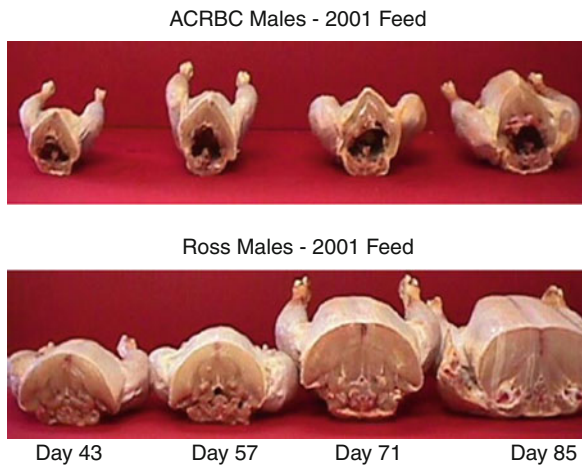 ACRBC Males - 2001 Feed
Ross Males - 2001 Feed
Day 43 Day 57 Day 71 Day 85